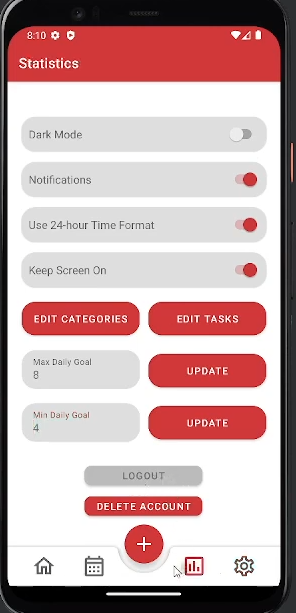 8:10
Statistics
Dark Mode
Notifications
Use 24-hour Time Format
Keep Screen On
EDIT CATEGORIES
EDIT TASKS
Max Daily Goal
8
UPDATE
Min Daily Goal
4
UPDATE
LOGOUT
DELETE ACCOUNT